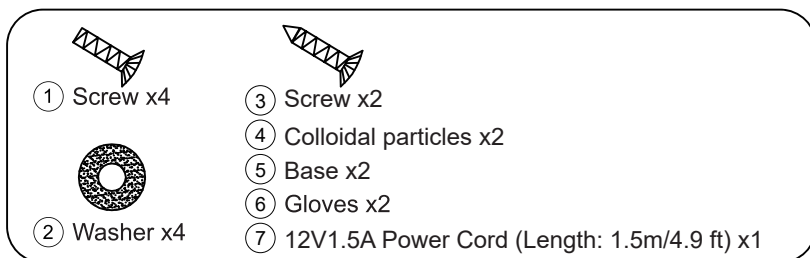 ① Screw x4
② Washer x4
③ Screw x2
④ Colloidal particles x2
⑤ Base x2
⑥ Gloves x2
⑦ 12V1.5A Power Cord (Length: 1.5m/4.9 ft) x1